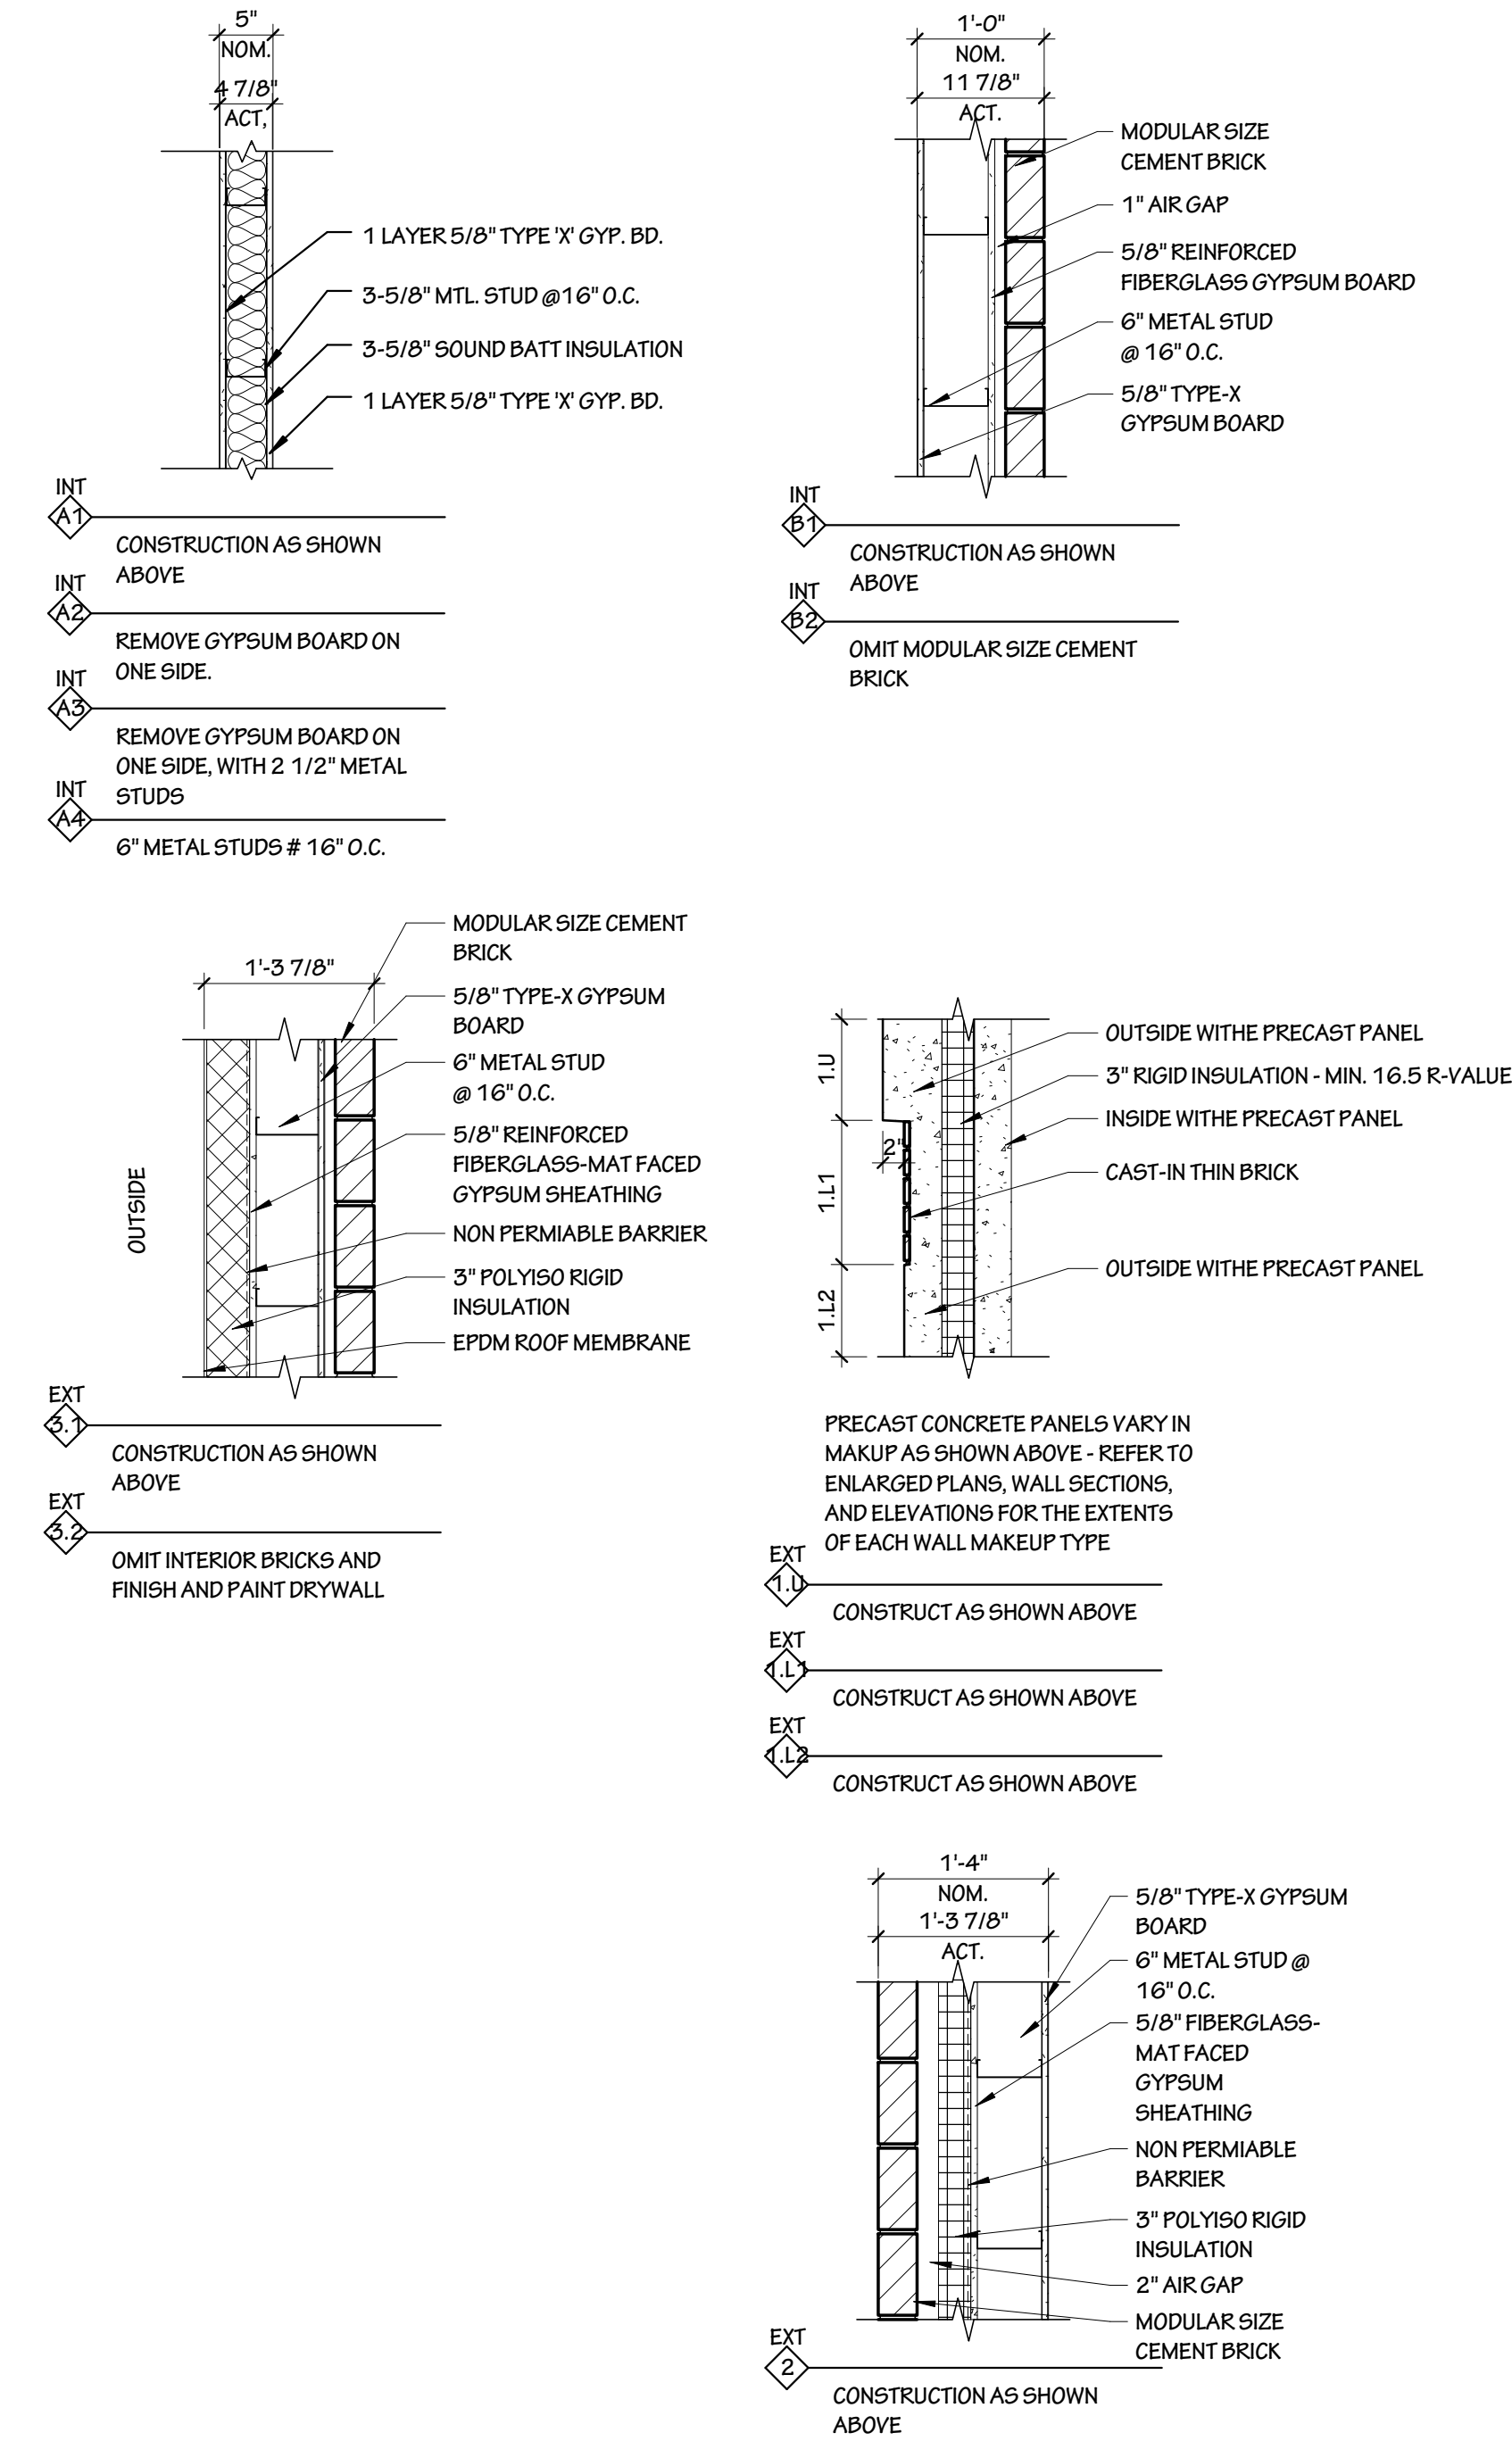 5"
NOM.
4 7/8"
ACT,
1 LAYER 5/8" TYPE 'X' GYP. BD.
3-5/8" MTL. STUD @16" O.C.
3-5/8" SOUND BATT INSULATION
1 LAYER 5/8" TYPE 'X' GYP. BD.
INT
A1
CONSTRUCTION AS SHOWN
ABOVE
INT
A2
REMOVE GYPSUM BOARD ON
ONE SIDE.
INT
A3
REMOVE GYPSUM BOARD ON
ONE SIDE, WITH 2 1/2" METAL
STUDS
INT
A4
6" METAL STUDS # 16" O.C.
1'-0"
NOM.
11 7/8"
ACT.
MODULAR SIZE
CEMENT BRICK
1" AIR GAP
5/8" REINFORCED
FIBERGLASS GYPSUM BOARD
6" METAL STUD
@ 16" O.C.
5/8" TYPE-X
GYPSUM BOARD
INT
B1
CONSTRUCTION AS SHOWN
ABOVE
INT
B2
OMIT MODULAR SIZE CEMENT
BRICK
1'-3 7/8"
OUTSIDE
MODULAR SIZE CEMENT
BRICK
5/8" TYPE-X GYPSUM
BOARD
6" METAL STUD
@ 16" O.C.
5/8" REINFORCED
FIBERGLASS-MAT FACED
GYPSUM SHEATHING
NON PERMIABLE BARRIER
3" POLYISO RIGID
INSULATION
EPDM ROOF MEMBRANE
EXT
3.1
CONSTRUCTION AS SHOWN
ABOVE
EXT
3.2
OMIT INTERIOR BRICKS AND
FINISH AND PAINT DRYWALL
1.U
1.L1
1.L2
2"
OUTSIDE WITHE PRECAST PANEL
3" RIGID INSULATION - MIN. 16.5 R-VALUE
INSIDE WITHE PRECAST PANEL
CAST-IN THIN BRICK
OUTSIDE WITHE PRECAST PANEL
PRECAST CONCRETE PANELS VARY IN
MAKUP AS SHOWN ABOVE - REFER TO
ENLARGED PLANS, WALL SECTIONS,
AND ELEVATIONS FOR THE EXTENTS
OF EACH WALL MAKEUP TYPE
EXT
1.U
CONSTRUCT AS SHOWN ABOVE
EXT
1.L1
CONSTRUCT AS SHOWN ABOVE
EXT
1.L2
CONSTRUCT AS SHOWN ABOVE
1'-4"
NOM.
1'-3 7/8"
ACT.
5/8" TYPE-X GYPSUM
BOARD
6" METAL STUD @
16" O.C.
5/8" FIBERGLASS-
MAT FACED
GYPSUM
SHEATHING
NON PERMIABLE
BARRIER
3" POLYISO RIGID
INSULATION
2" AIR GAP
MODULAR SIZE
CEMENT BRICK
EXT
2
CONSTRUCTION AS SHOWN
ABOVE